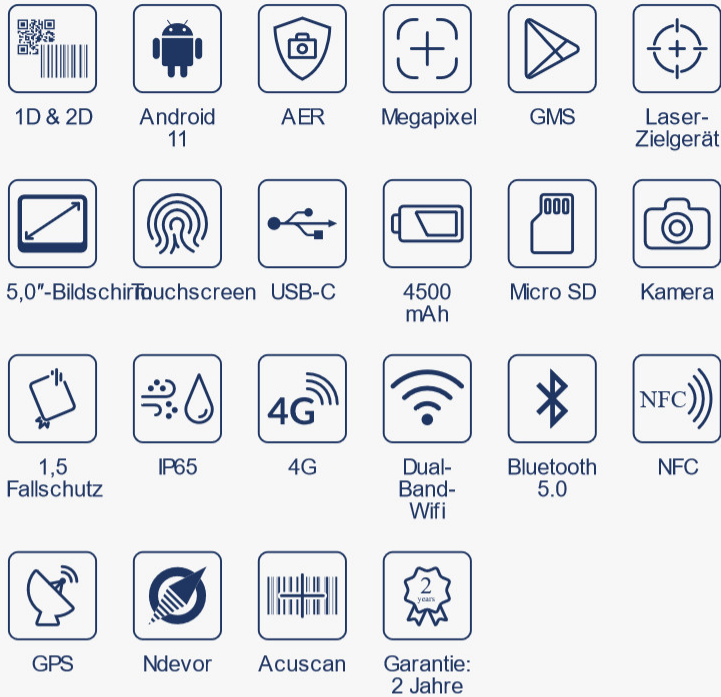 1D & 2D
Android
11
AER
Megapixel
GMS
Laser-
Zielgerät
5,0"-Bildschirm
Touchscreen
USB-C
4500
mAh
Micro SD
Kamera
1,5
Fallschutz
IP65
4G
4G
Dual-
Band-
Wifi
Bluetooth
5.0
NFC
NFC
GPS
Ndevor
Acuscan
2
years
Garantie:
2 Jahre